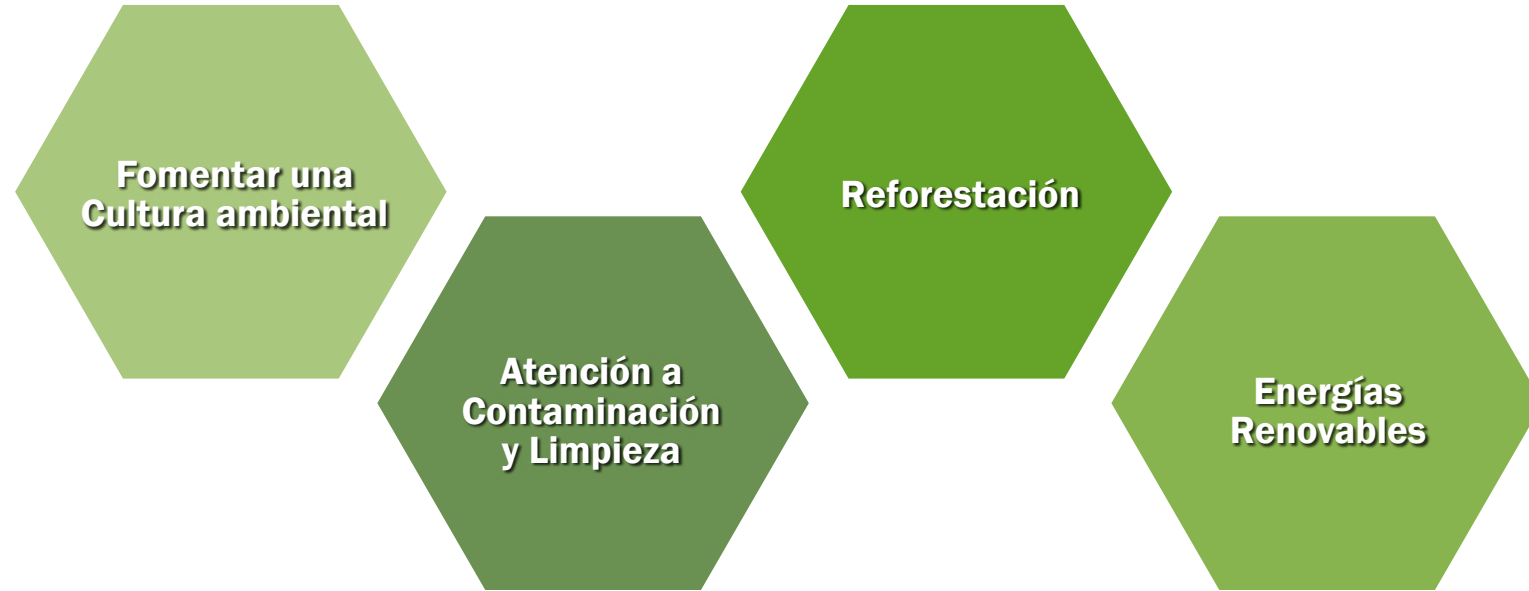 Fomentar una
Cultura ambiental
Atención a
Contaminación
y Limpieza
Reforestación
Energías
Renovables